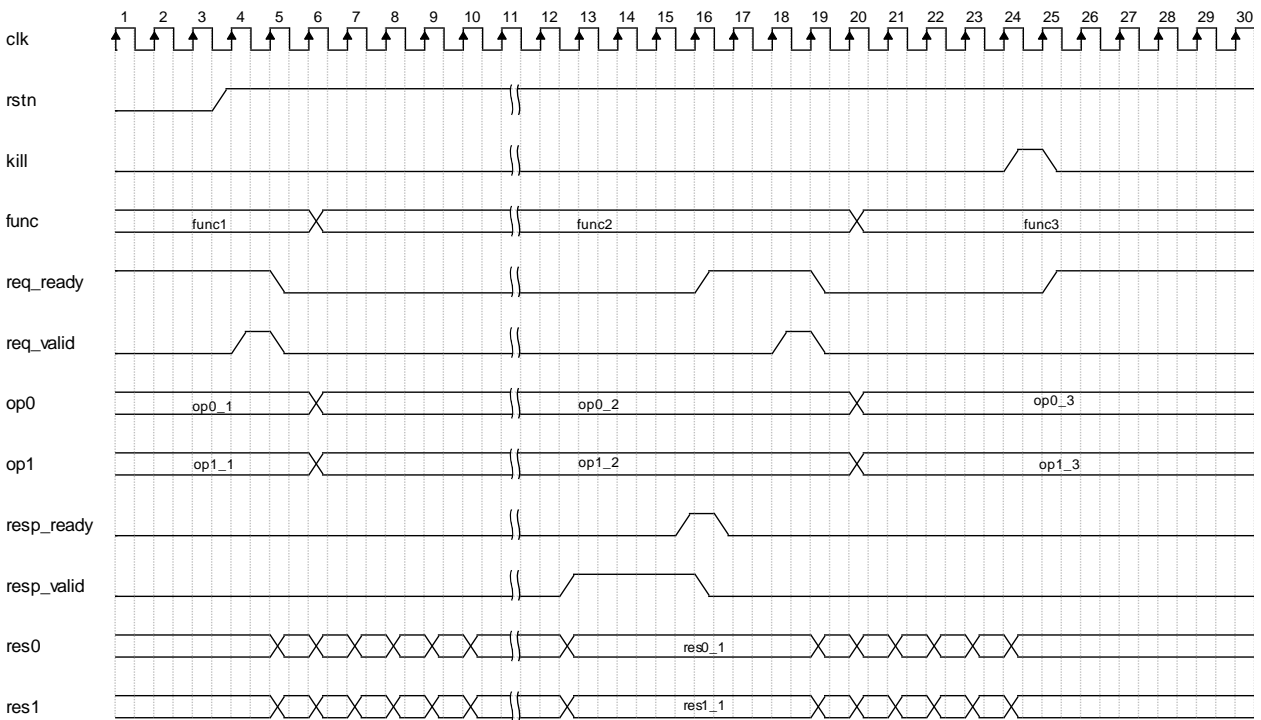 1 2 3 4 5 6 7 8 9 10 11 12 13 14 15 16 17 18 19 20 21 22 23 24 25 26 27 28 29 30
clk
rstn
kill
func func1 func2 func3
req_ready
req_valid
op0 op0_1 op0_2 op0_3
op1 op1_1 op1_2 op1_3
resp_ready
resp_valid
res0 res0_1
res1 res1_1